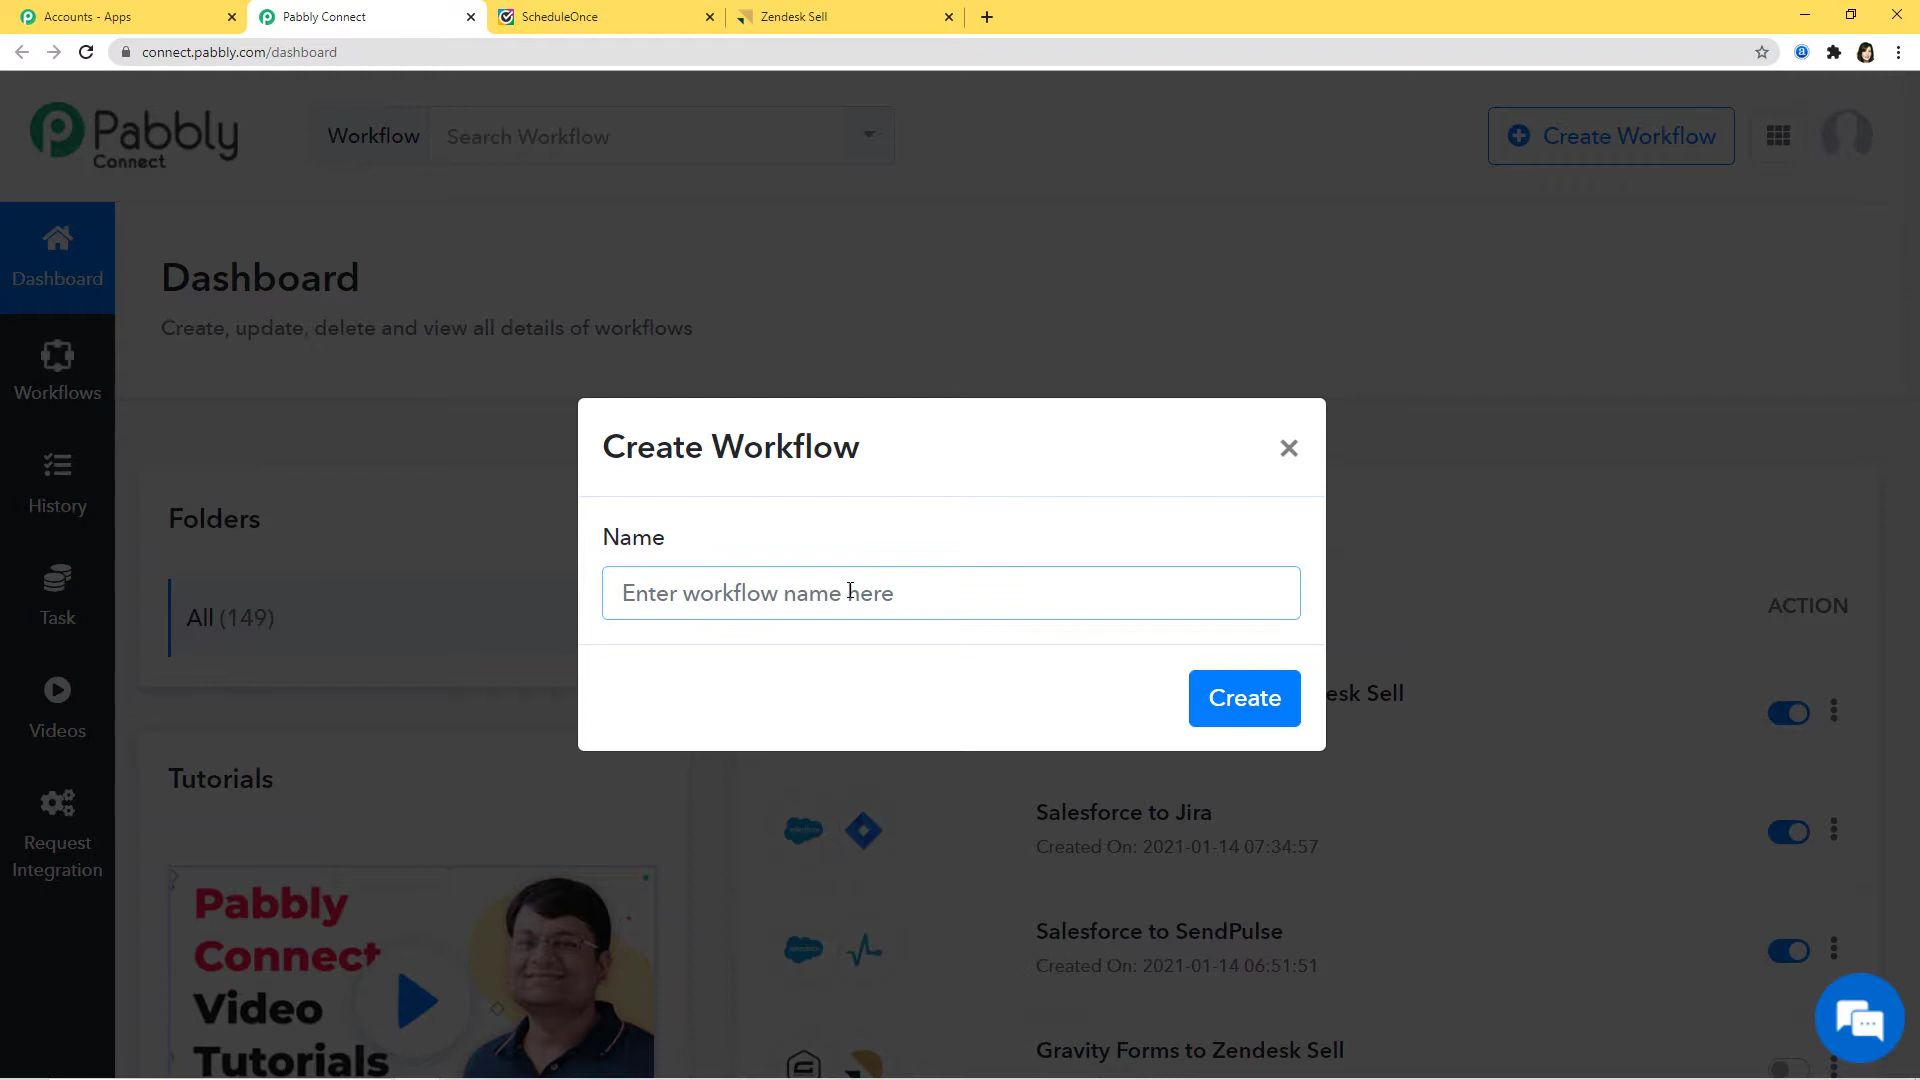 Accounts - Apps
Pabbly Connect
ScheduleOnce
Zendesk Sell
connect.pabbly.com/dashboard
Pabbly
Connect
Workflow
Search Workflow
Create Workflow
Dashboard
Workflows
History
Task
Videos
Request
Integration
Dashboard
Create, update, delete and view all details of workflows
Folders
All (149)
Tutorials
Pabbly
Connect
Video
Tutorials
Create Workflow
Name
Enter workflow name here
Create
ACTION
esk Sell
Salesforce to Jira
Created On: 2021-01-14 07:34:57
Salesforce to SendPulse
Created On: 2021-01-14 06:51:51
Gravity Forms to Zendesk Sell